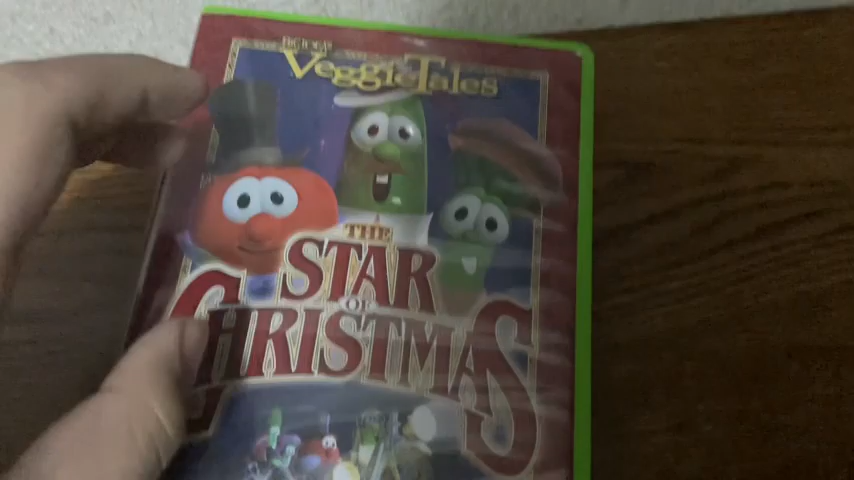 VeggieTales
THE
STAR
OF
CHRISTMAS